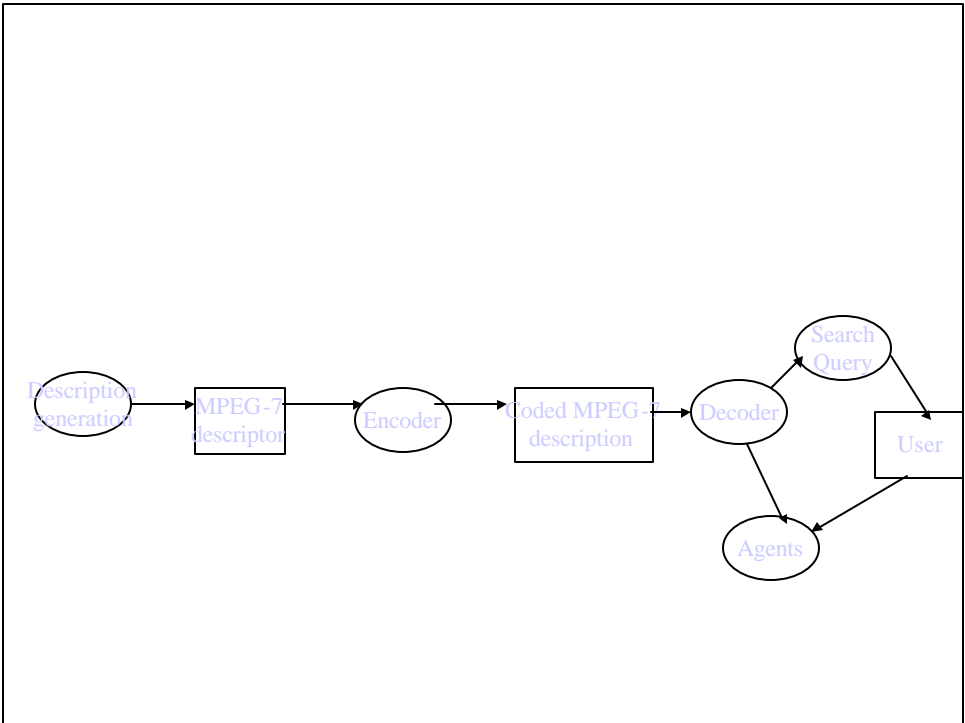 Description
generation
MPEG-7
descriptor
Encoder
Coded MPEG-7
description
Decoder
Search
Query
User
Agents